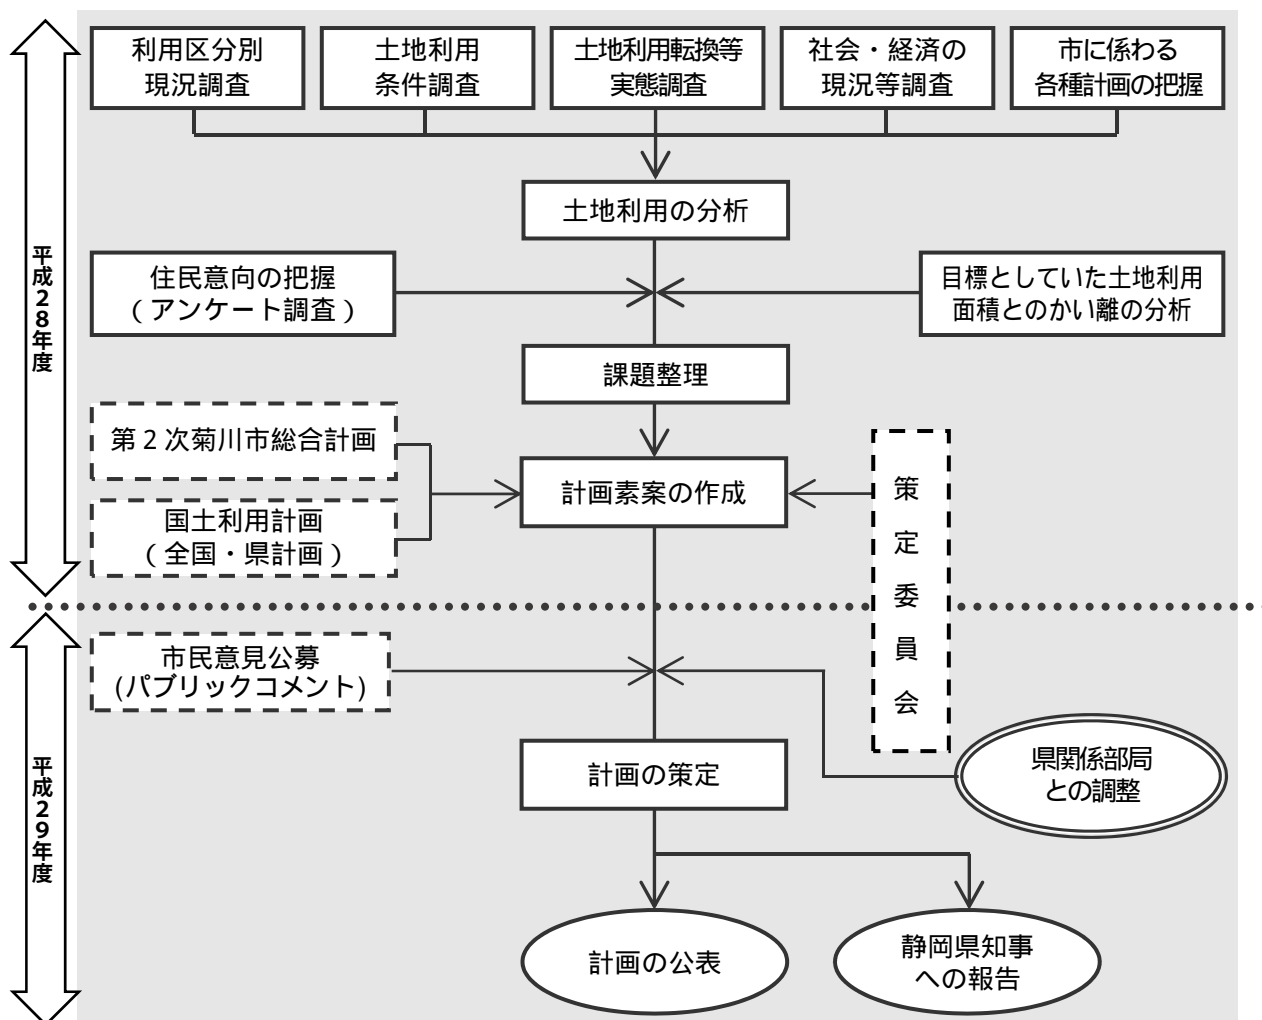 利用区分別
現況調査
土地利用
条件調査
土地利用転換等
実態調査
社会・経済の
現況等調査
市に係わる
各種計画の把握
土地利用の分析
平成28年度
住民意向の把握
（アンケート調査）
目標としていた土地利用
面積とのかい離の分析
課題整理
第２次菊川市総合計画
国土利用計画
（全国・県計画）
計画素案の作成
策定委員会
市民意見公募
(パブリックコメント)
平成29年度
計画の策定
県関係部局
との調整
計画の公表
静岡県知事
への報告